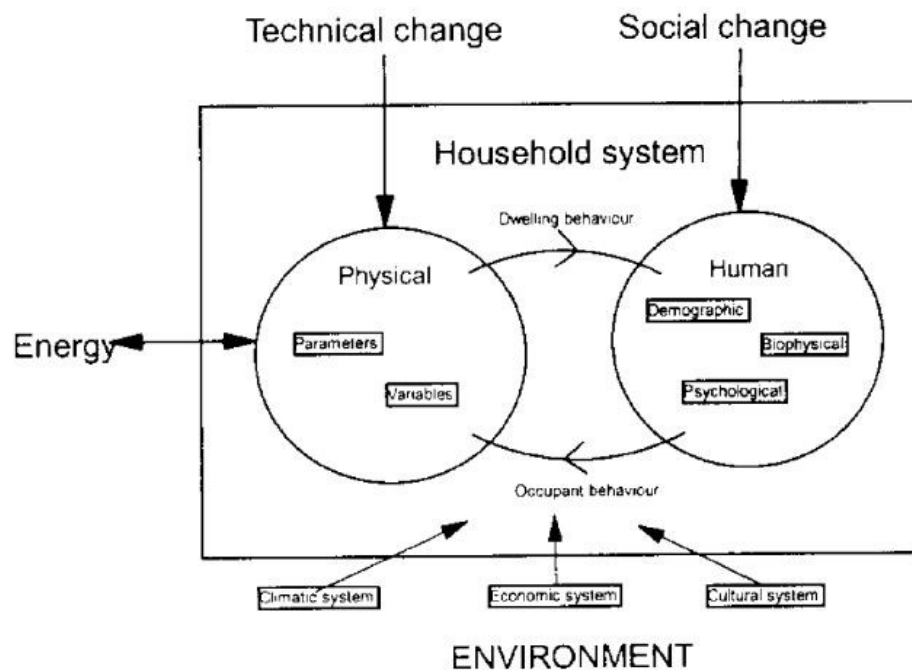 Technical change
Social change
Household system
Dwelling behaviour
Physical
Human
Demographic
Energy
Parameters
Biophysical
Variables
Psychological
Occupant behaviour
Climatic system
Economic system
Cultural system
ENVIRONMENT